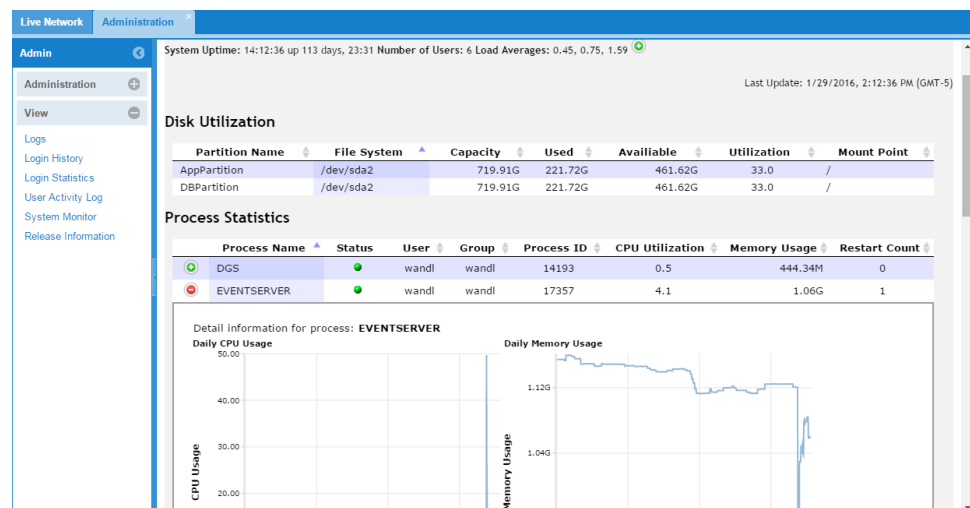 Live Network Administration ×
Admin
Administration
View
Logs
Login History
Login Statistics
User Activity Log
System Monitor
Release Information
System Uptime: 14:12:36 up 113 days, 23:31 Number of Users: 6 Load Averages: 0.45, 0.75, 1.59
Last Update: 1/29/2016, 2:12:36 PM (GMT-5)
Disk Utilization
Partition Name File System Capacity Used Availiable Utilization Mount Point
AppPartition /dev/sda2 719.91G 221.72G 461.62G 33.0 /
DBPartition /dev/sda2 719.91G 221.72G 461.62G 33.0 /
Process Statistics
Process Name Status User Group Process ID CPU Utilization Memory Usage Restart Count
DGS wandl wandl 14193 0.5 444.34M 0
EVENTSERVER wandl wandl 17357 4.1 1.06G 1
Detail information for process: EVENTSERVER
Daily CPU Usage
50.00
40.00
30.00
20.00
CPU Usage
Daily Memory Usage
1.12G
1.04G
Memory Usage